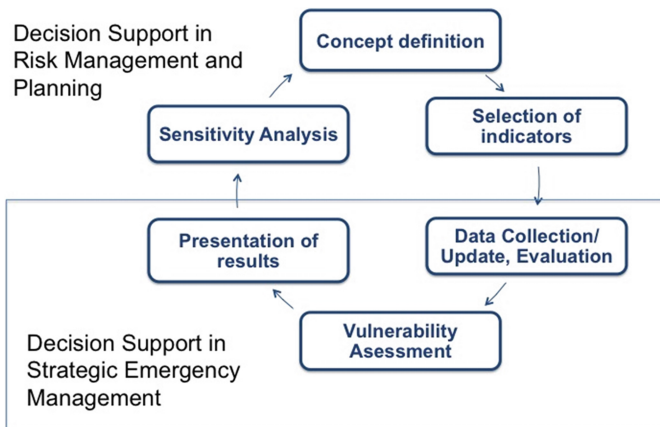 Decision Support in
Risk Management and
Planning
Concept definition
Selection of
indicators
Sensitivity Analysis
Data Collection/
Update, Evaluation
Presentation of
results
Vulnerability
Asessment
Decision Support in
Strategic Emergency
Management